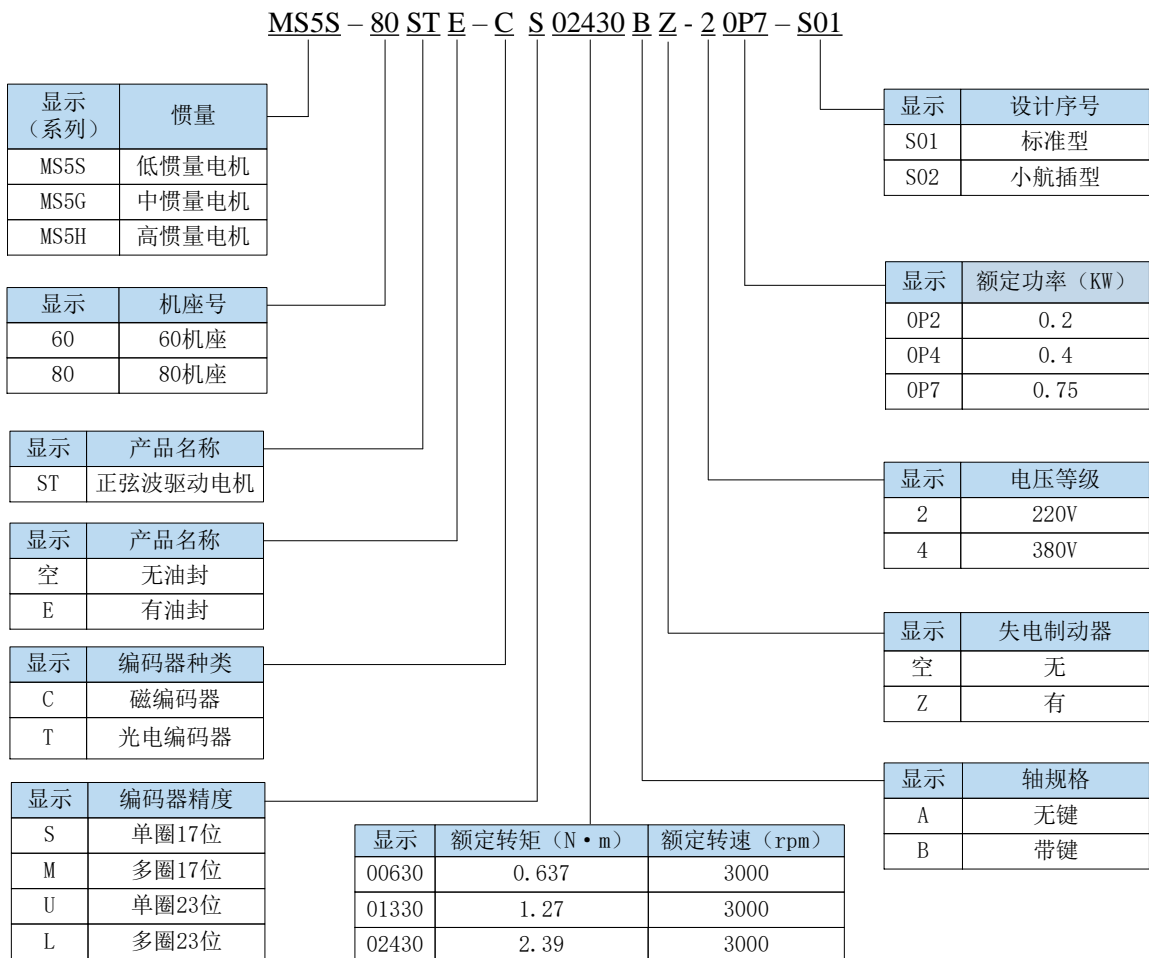 MS5S – 80 ST E – C S 02430 B Z - 2 0P7 – S01
显示（系列） 惯量
MS5S 低惯量电机
MS5G 中惯量电机
MS5H 高惯量电机
显示 机座号
60 60机座
80 80机座
显示 产品名称
ST 正弦波驱动电机
显示 产品名称
空 无油封
E 有油封
显示 编码器种类
C 磁编码器
T 光电编码器
显示 编码器精度
S 单圈17位
M 多圈17位
U 单圈23位
L 多圈23位
显示 额定转矩（N·m） 额定转速（rpm）
00630 0.637 3000
01330 1.27 3000
02430 2.39 3000
显示 设计序号
S01 标准型
S02 小航插型
显示 额定功率（KW）
0P2 0.2
0P4 0.4
0P7 0.75
显示 电压等级
2 220V
4 380V
显示 失电制动器
空 无
Z 有
显示 轴规格
A 无键
B 带键